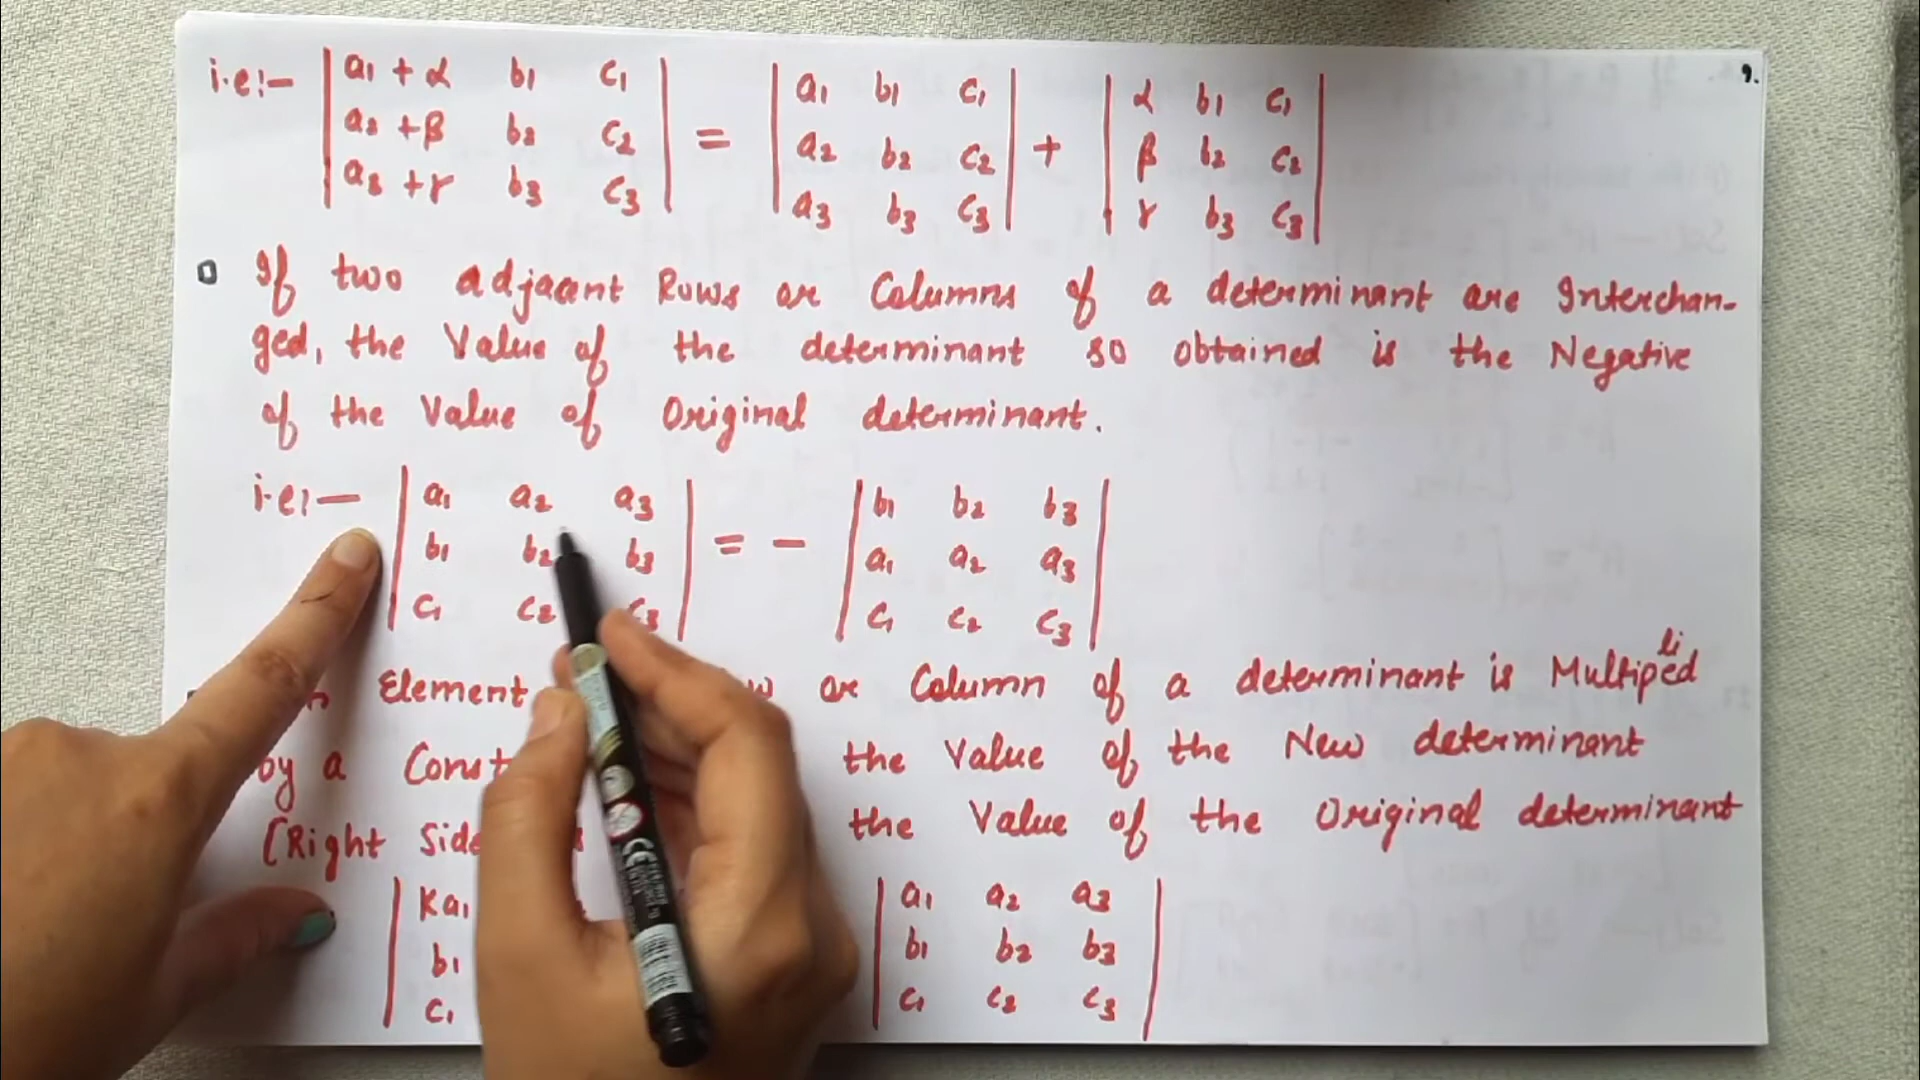 i.e:- | a1 + α b1 c1 | = | a1 b1 c1 | + | α b1 c1 | 9.
| a2 + β b2 c2 | | a2 b2 c2 | | β b2 c2 |
| a3 + r b3 c3 | | a3 b3 c3 | | r b3 c3 |
If two adjacent Rows or Columns of a determinant are Interchan-
ged, the Value of the determinant so obtained is the Negative
of the Value of Original determinant.
i.e:- | a1 a2 a3 | = - | b1 b2 b3 |
| b1 b2 b3 | | a1 a2 a3 |
| c1 c2 c3 | | c1 c2 c3 |
Element or Column of a determinant is Multiplied
by a the Value of the New determinant
(Right Side the Value of the Original determinant
| Ka1 | a1 a2 a3 |
| b1 | b1 b2 b3 |
| c1 | c1 c2 c3 |